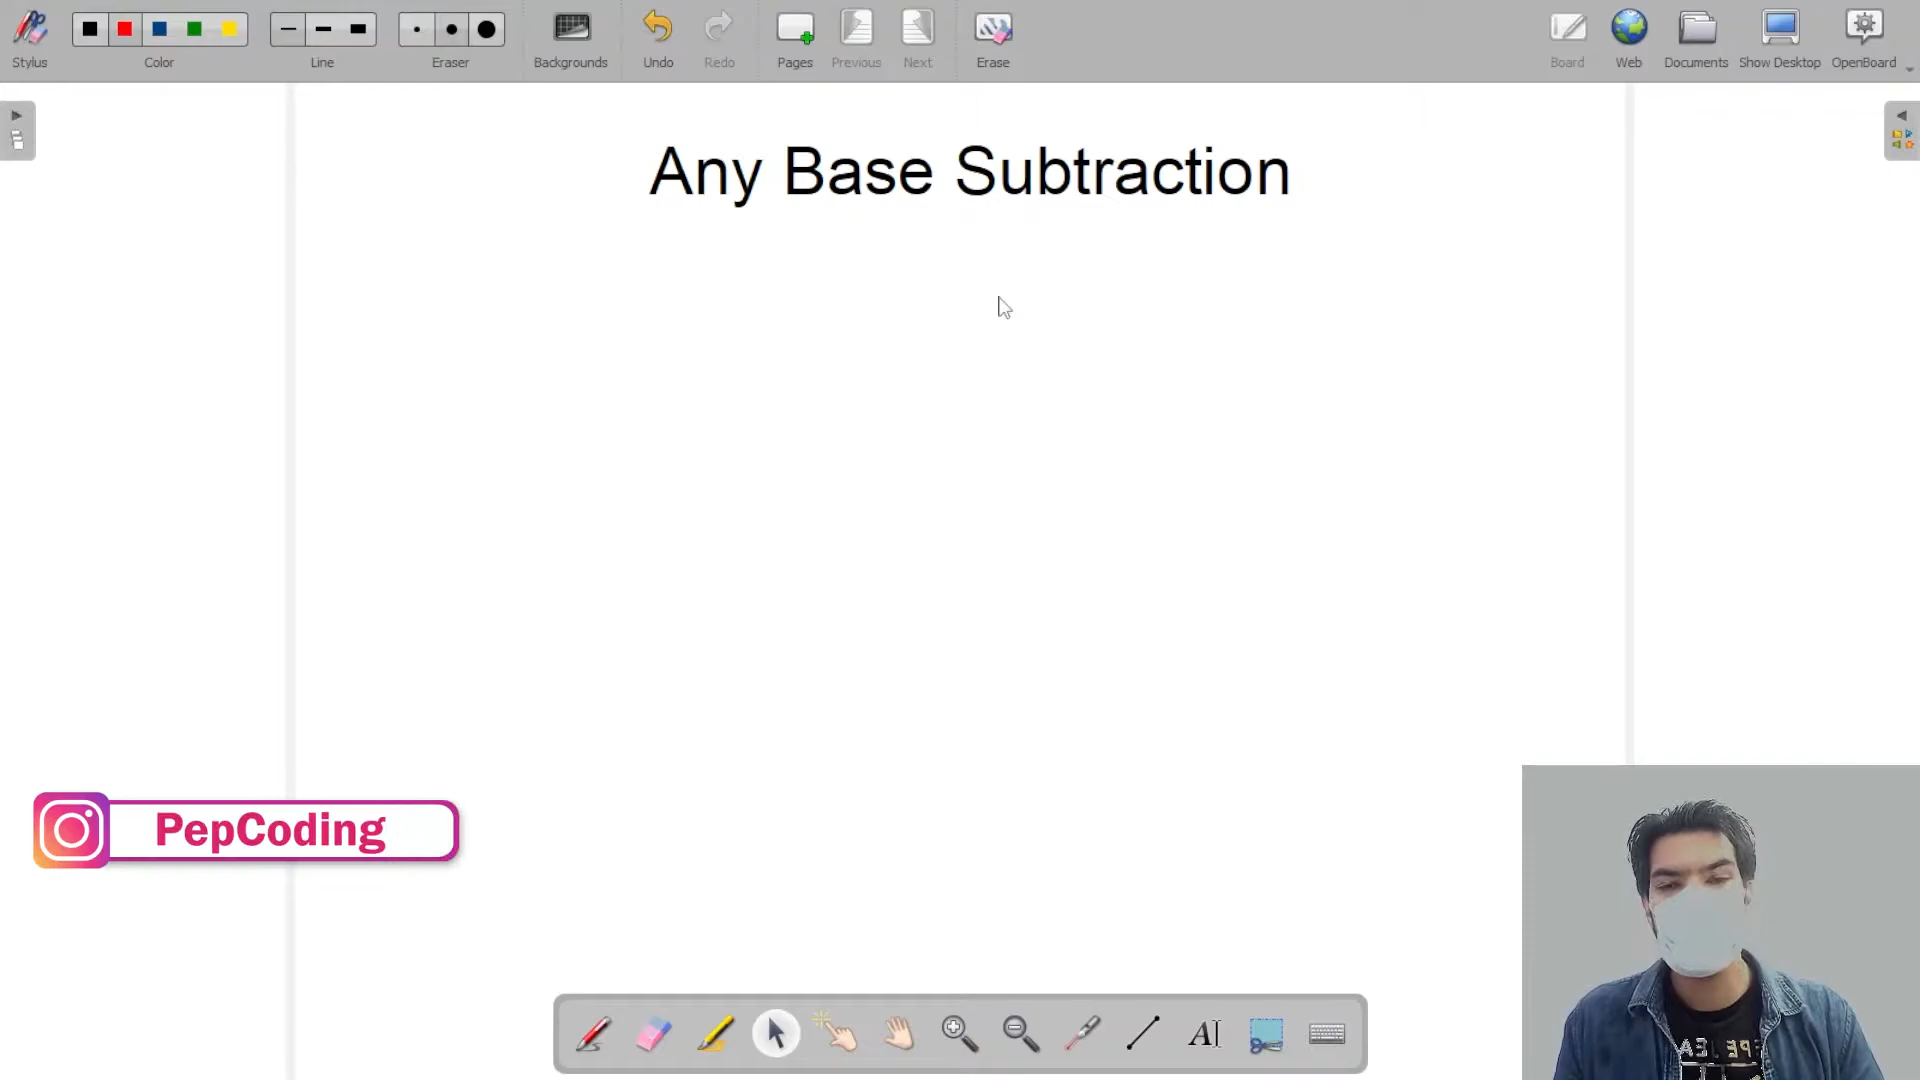 Stylus
Color
Line
Eraser
Backgrounds
Undo
Redo
Pages
Previous
Next
Erase
Board
Web
Documents
Show Desktop
OpenBoard
Any Base Subtraction
PepCoding